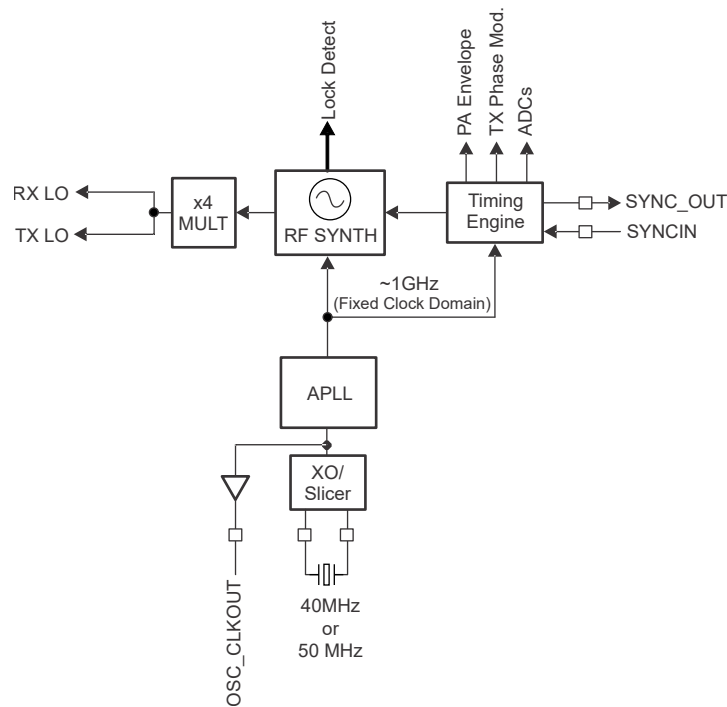 Lock Detect
PA Envelope
TX Phase Mod.
ADCs
RX LO
TX LO
x4
MULT
RF SYNTH
Timing
Engine
SYNC_OUT
SYNCIN
~1GHz
(Fixed Clock Domain)
APLL
XO/
Slicer
OSC_CLKOUT
40MHz
or
50 MHz